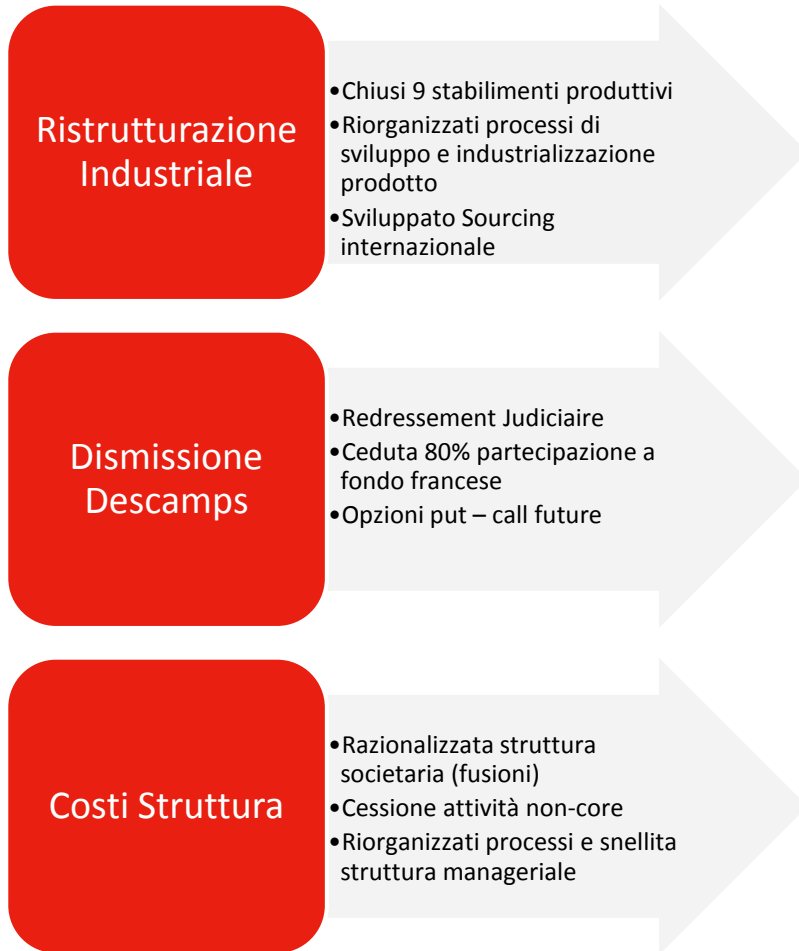 Ristrutturazione
Industriale
•Chiusi 9 stabilimenti produttivi
•Riorganizzati processi di
sviluppo e industrializzazione
prodotto
•Sviluppato Sourcing
internazionale
Dismissione
Descamps
•Redressement Judiciaire
•Ceduta 80% partecipazione a
fondo francese
•Opzioni put – call future
Costi Struttura
•Razionalizzata struttura
societaria (fusioni)
•Cessione attività non-core
•Riorganizzati processi e snellita
struttura manageriale